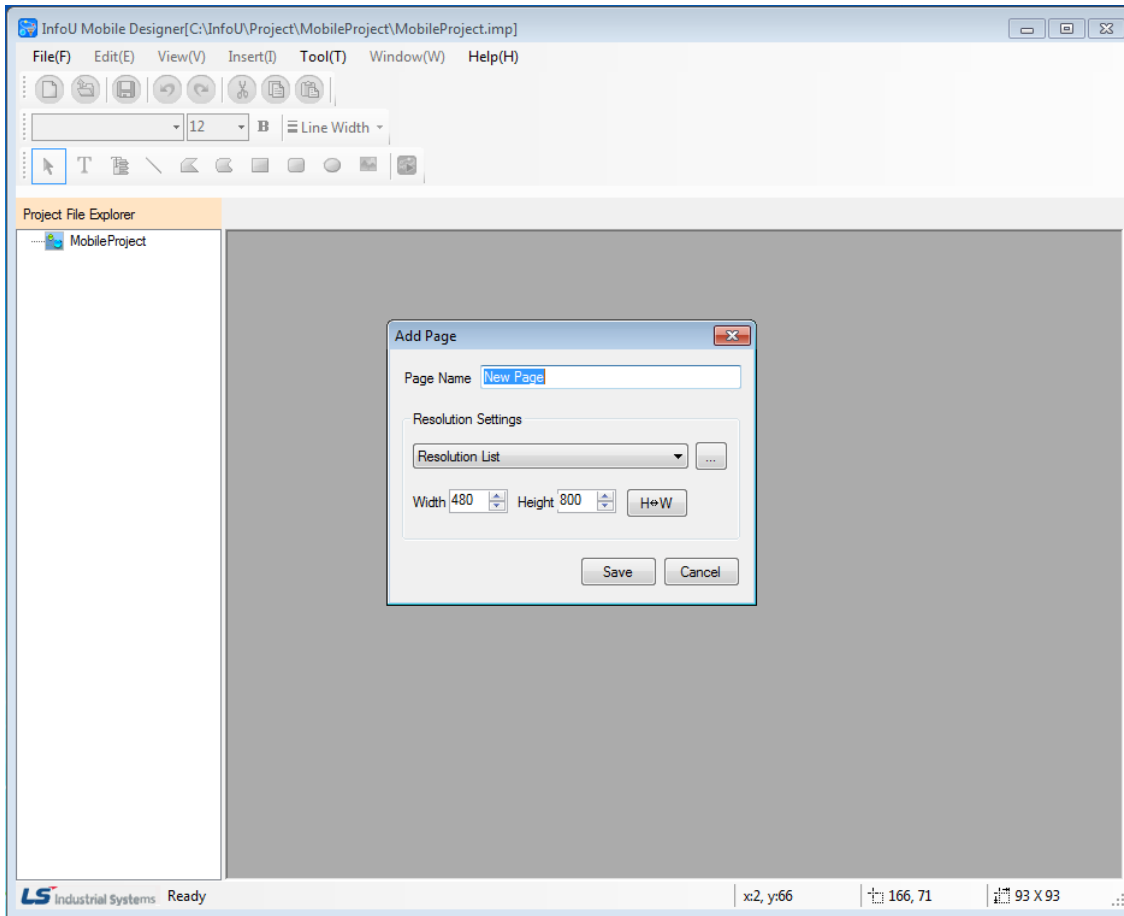 InfoU Mobile Designer[C:\InfoU\Project\MobileProject\MobileProject.imp]
File(F) Edit(E) View(V) Insert(I) Tool(T) Window(W) Help(H)
12 B Line Width
T
Project File Explorer
MobileProject
Add Page
Page Name New Page
Resolution Settings
Resolution List ...
Width 480 Height 800 H⇔W
Save Cancel
LS Industrial Systems Ready x:2, y:66 166, 71 93 X 93